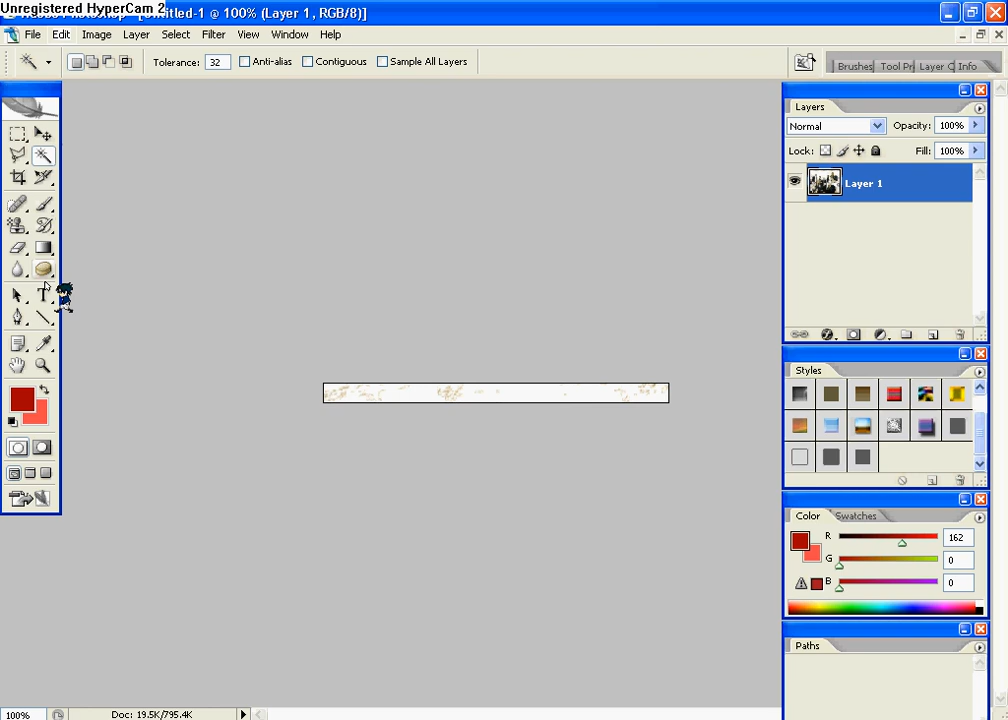 Unregistered HyperCam 2
Untitled-1 @ 100% (Layer 1, RGB/8)]
File Edit Image Layer Select Filter View Window Help
Tolerance: 32 Anti-alias Contiguous Sample All Layers
Brushes Tool Pr Layer C Info
Layers
Normal Opacity: 100%
Lock: Fill: 100%
Layer 1
T
Styles
Color Swatches
R 162
G 0
B 0
Paths
100% Doc: 19.5K/795.4K